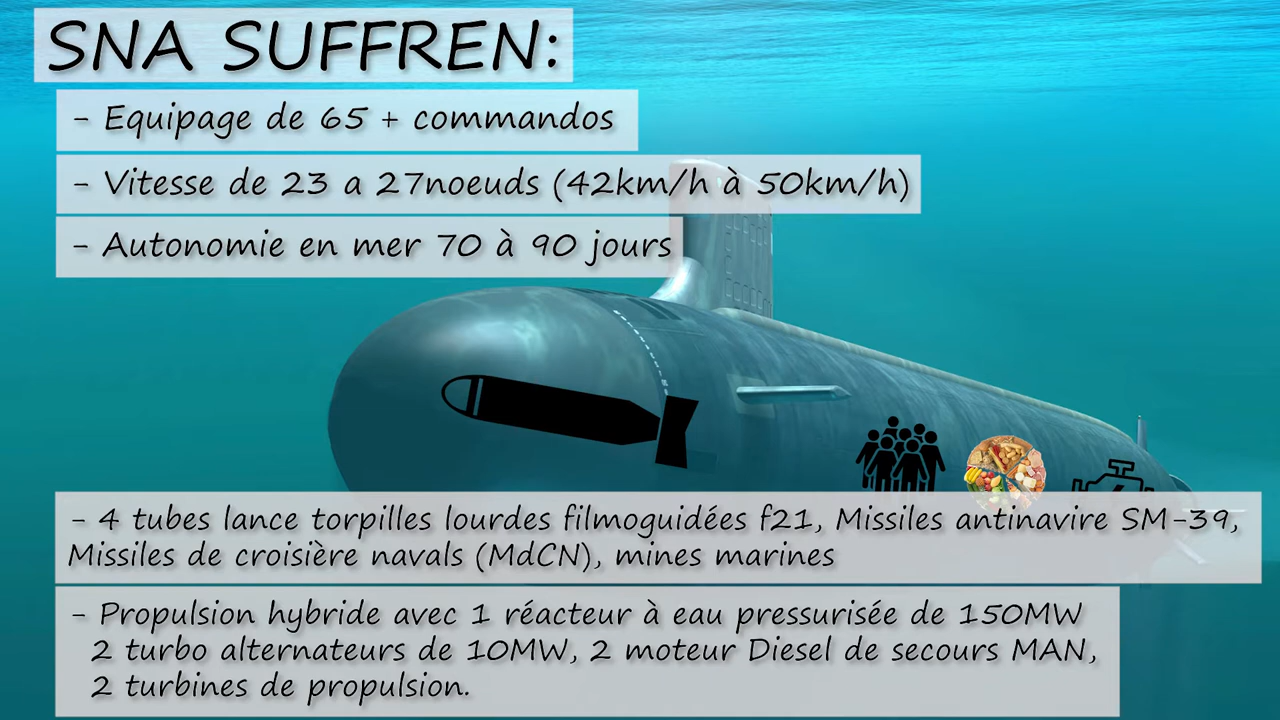 SNA SUFFREN:
- Equipage de 65 + commandos
- Vitesse de 23 a 27noeuds (42km/h à 50km/h)
- Autonomie en mer 70 à 90 jours
- 4 tubes lance torpilles lourdes filmoguidées f21, Missiles antinavire SM-39,
Missiles de croisière navals (MdCN), mines marines
- Propulsion hybride avec 1 réacteur à eau pressurisée de 150MW
2 turbo alternateurs de 10MW, 2 moteur Diesel de secours MAN,
2 turbines de propulsion.